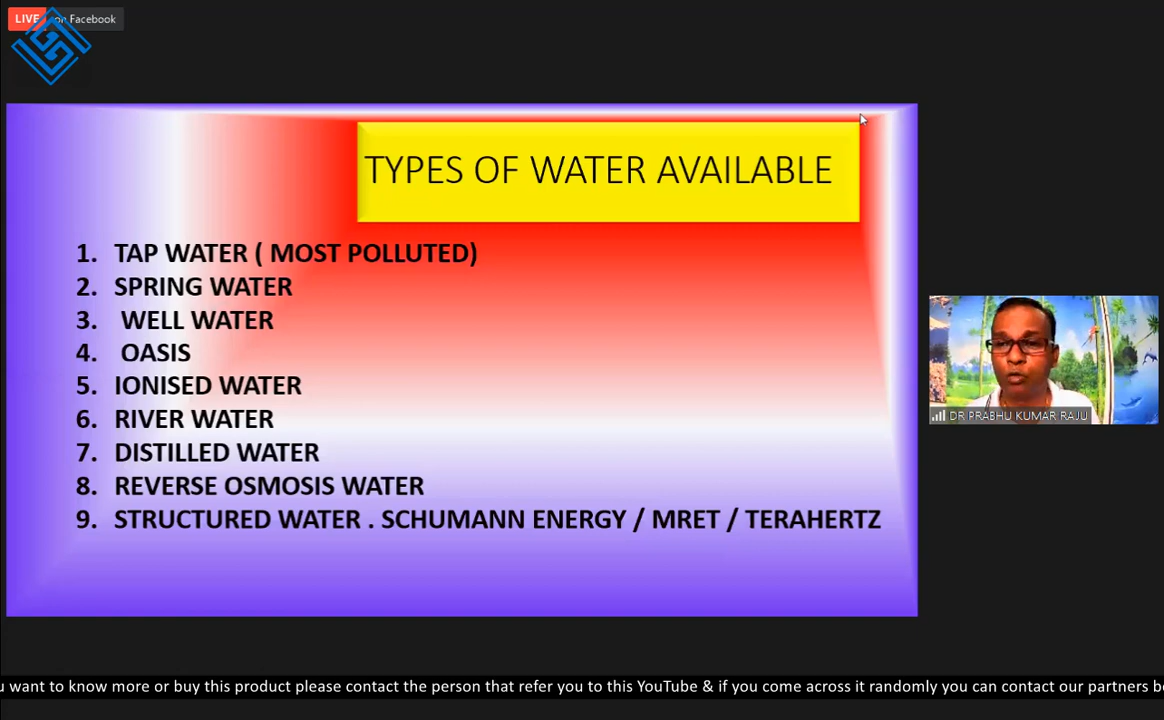 LIVE on Facebook
TYPES OF WATER AVAILABLE
1. TAP WATER ( MOST POLLUTED)
2. SPRING WATER
3. WELL WATER
4. OASIS
5. IONISED WATER
6. RIVER WATER
7. DISTILLED WATER
8. REVERSE OSMOSIS WATER
9. STRUCTURED WATER . SCHUMANN ENERGY / MRET / TERAHERTZ
DR PRABHU KUMAR RAJU
want to know more or buy this product please contact the person that refer you to this YouTube & if you come across it randomly you can contact our partners